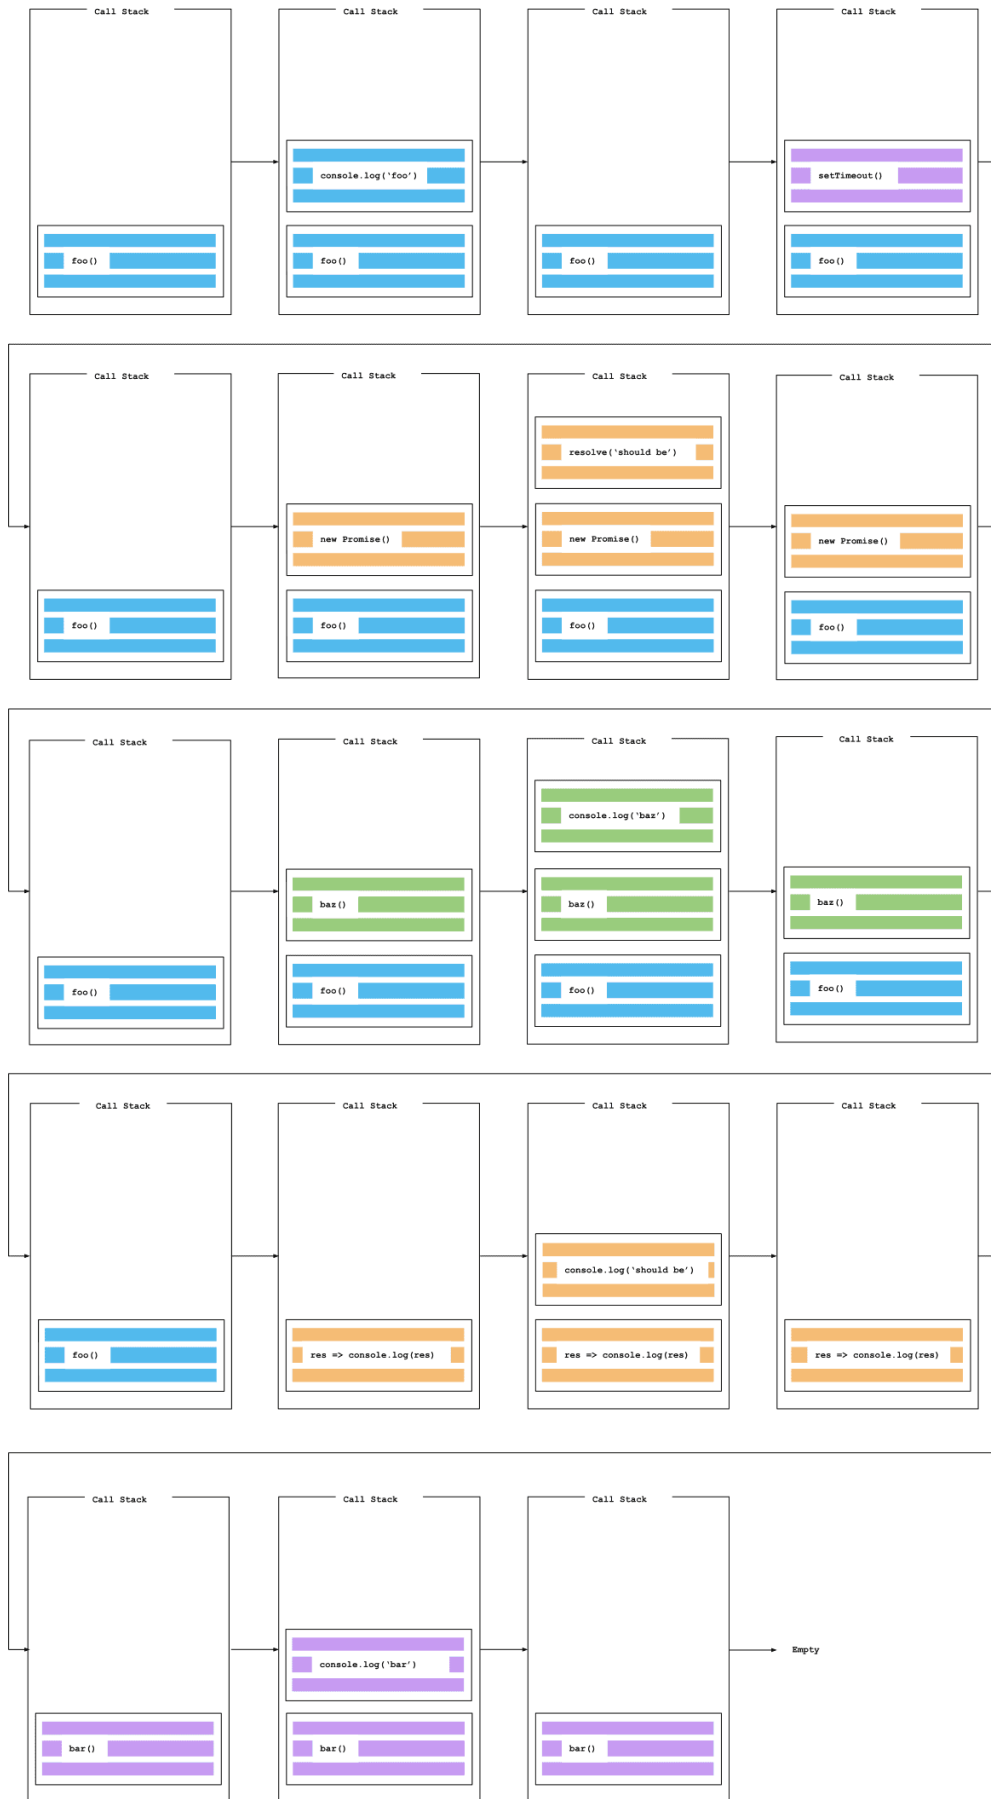 Call Stack
Call Stack
Call Stack
Call Stack
console.log(‘foo’)
setTimeout()
foo()
foo()
foo()
foo()
Call Stack
Call Stack
Call Stack
Call Stack
resolve(‘should be’)
new Promise()
new Promise()
new Promise()
foo()
foo()
foo()
foo()
Call Stack
Call Stack
Call Stack
Call Stack
console.log(‘baz’)
baz()
baz()
baz()
foo()
foo()
foo()
foo()
Call Stack
Call Stack
Call Stack
Call Stack
console.log(‘should be’)
foo()
res => console.log(res)
res => console.log(res)
res => console.log(res)
Call Stack
Call Stack
Call Stack
Empty
console.log(‘bar’)
bar()
bar()
bar()